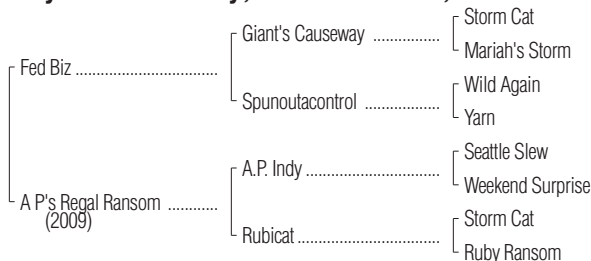 Storm Cat
Giant's Causeway ................
Mariah's Storm
Fed Biz .................................
Wild Again
Spunoutacontrol ..................
Yarn
Seattle Slew
A.P. Indy ...............................
Weekend Surprise
A P's Regal Ransom ............
(2009)
Storm Cat
Rubicat .................................
Ruby Ransom